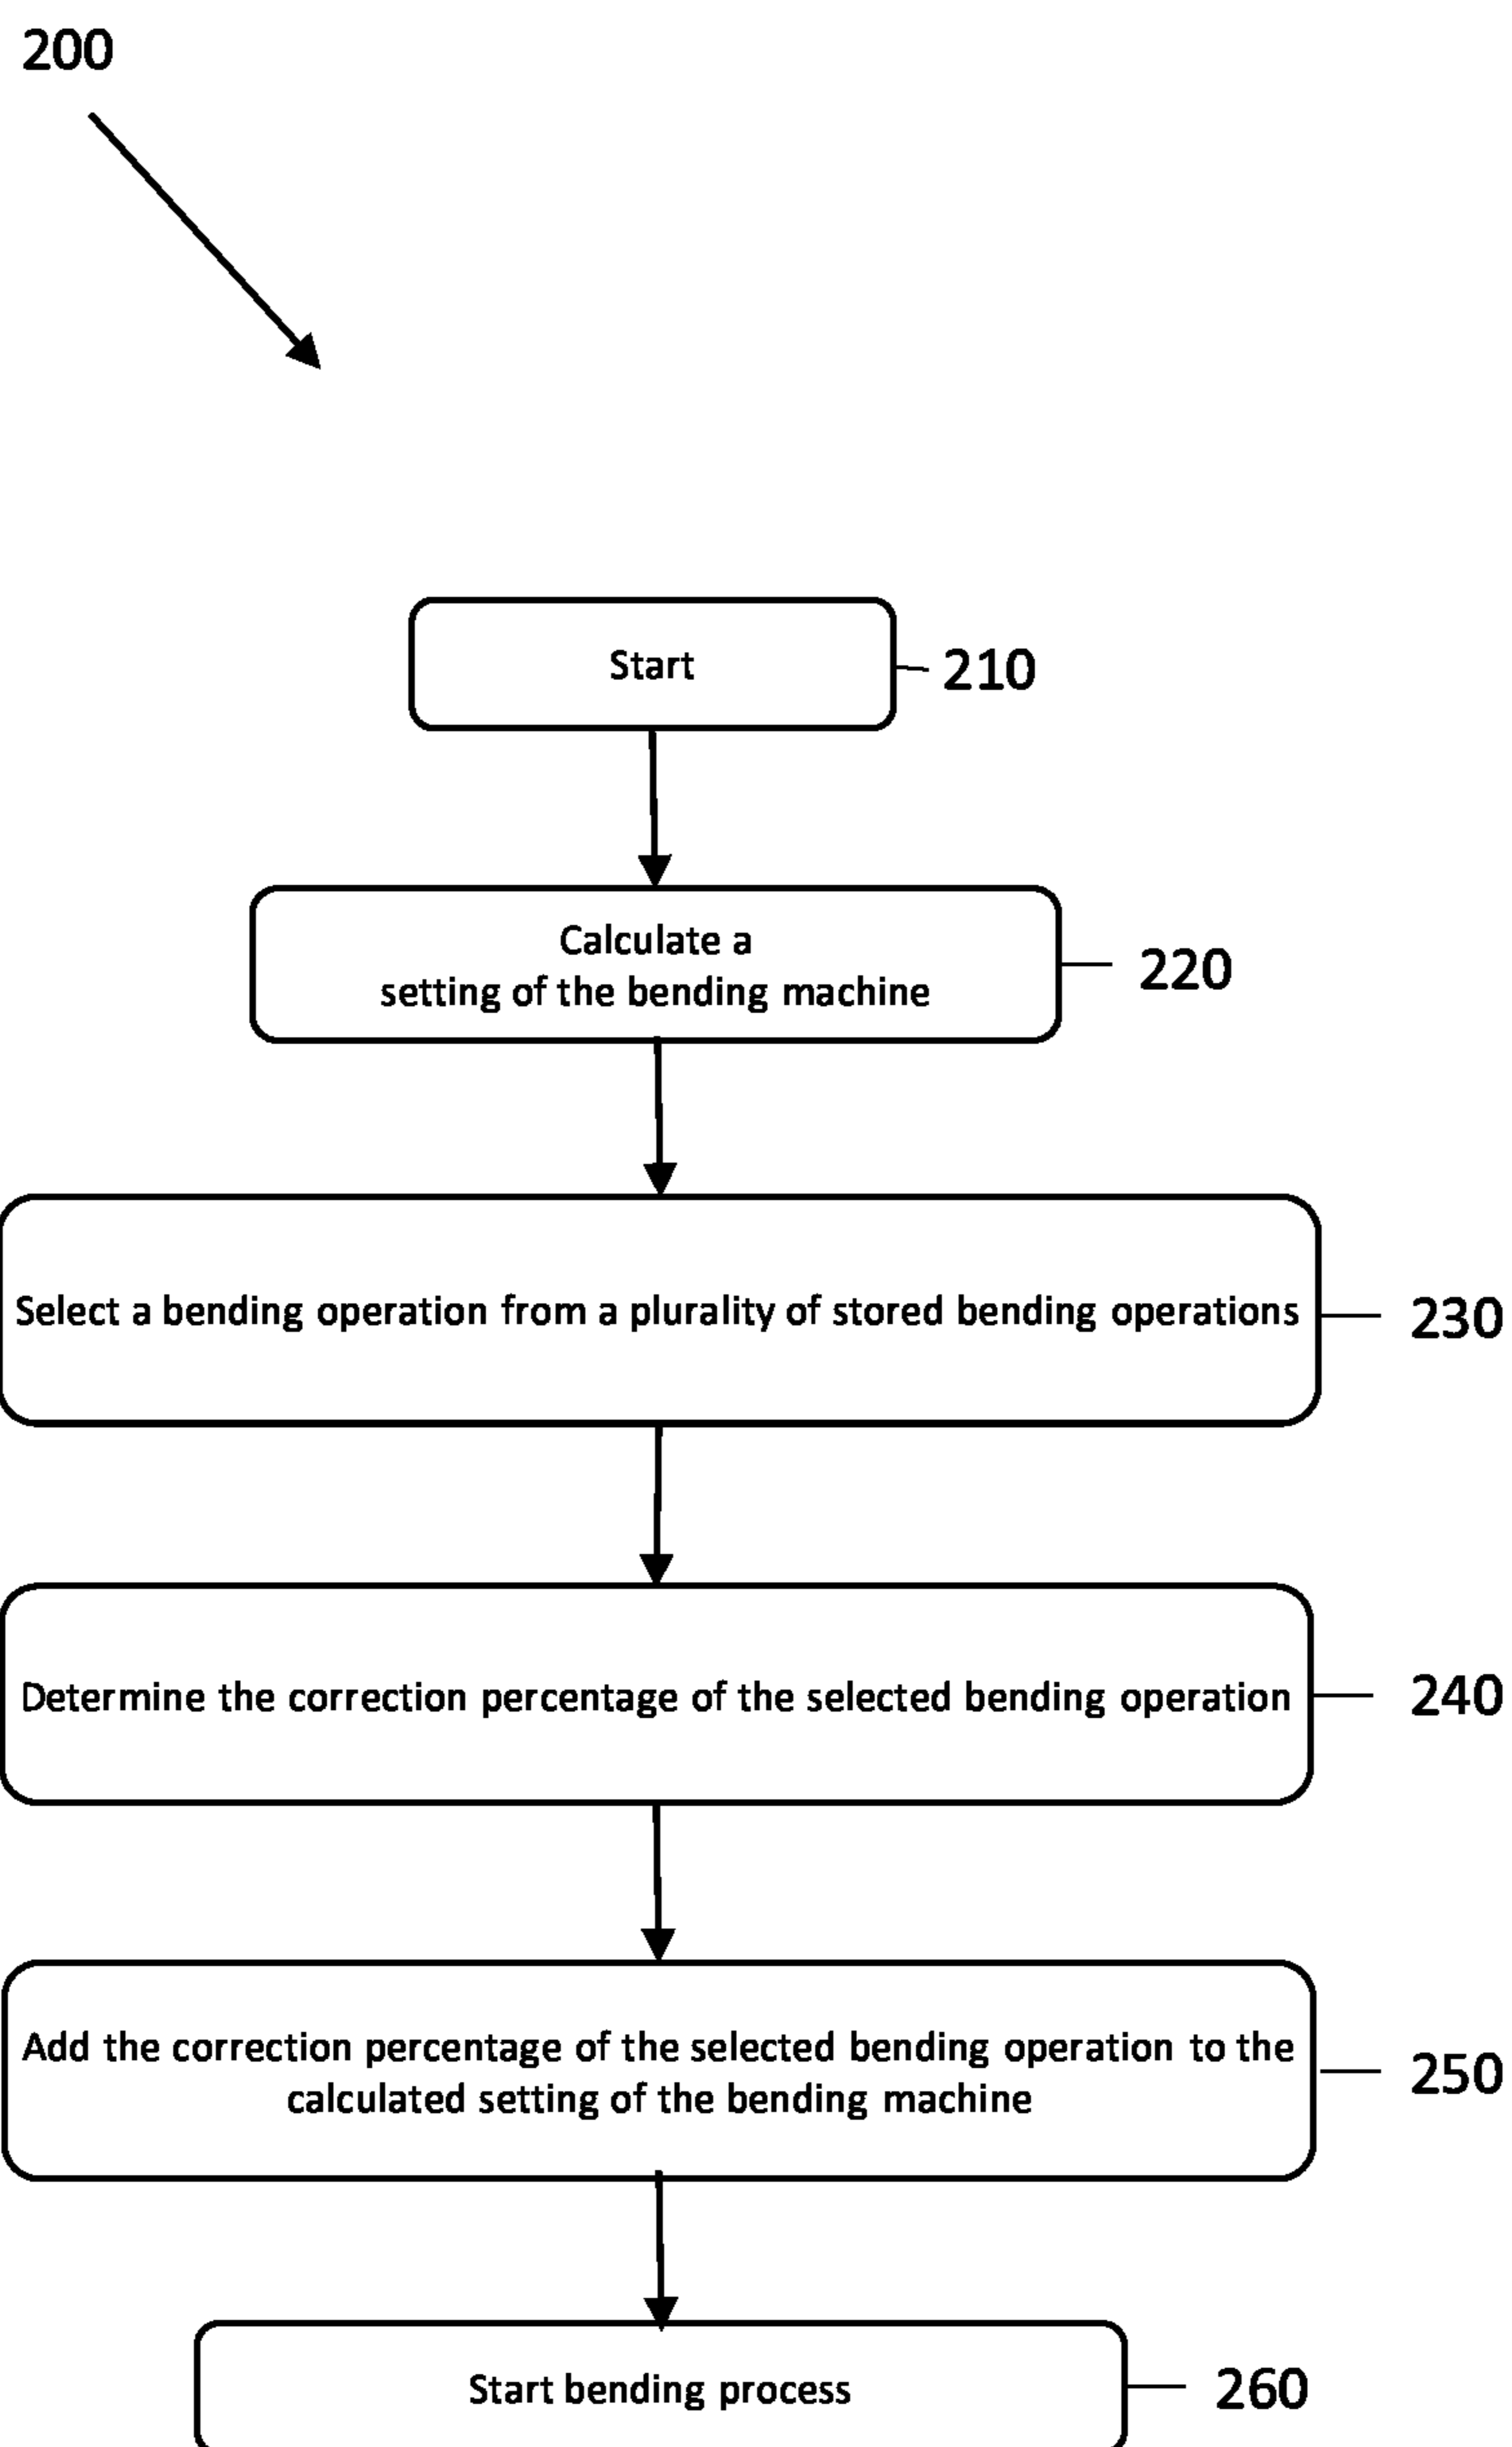 200
Start
210
Calculate a
setting of the bending machine
220
Select a bending operation from a plurality of stored bending operations
230
Determine the correction percentage of the selected bending operation
240
Add the correction percentage of the selected bending operation to the
calculated setting of the bending machine
250
Start bending process
260